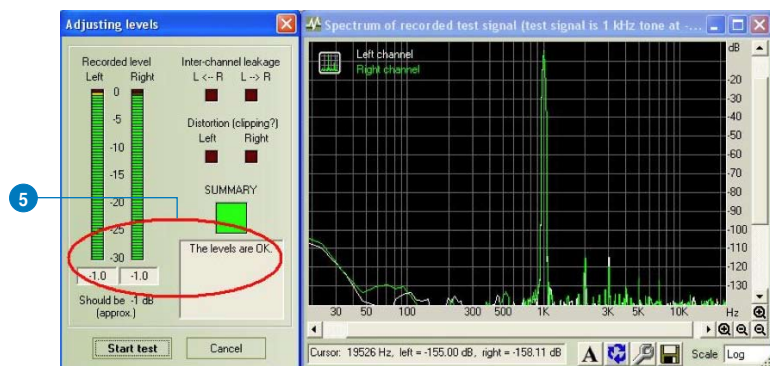 Adjusting levels
Recorded level
Left Right
0
-5
-10
-15
-20
-25
-30
-1.0 -1.0
Should be -1 dB
(approx.)
Inter-channel leakage
L <-- R L --> R
Distortion (clipping?)
Left Right
SUMMARY
The levels are OK.
Start test Cancel
5
Spectrum of recorded test signal (test signal is 1 kHz tone at -...
Left channel
Right channel
dB
-20
-30
-40
-50
-60
-70
-80
-90
-100
-110
-120
-130
30 50 100 300 500 1K 3K 5K 10K Hz
Cursor: 19526 Hz, left = -155.00 dB, right = -158.11 dB
A
Scale Log